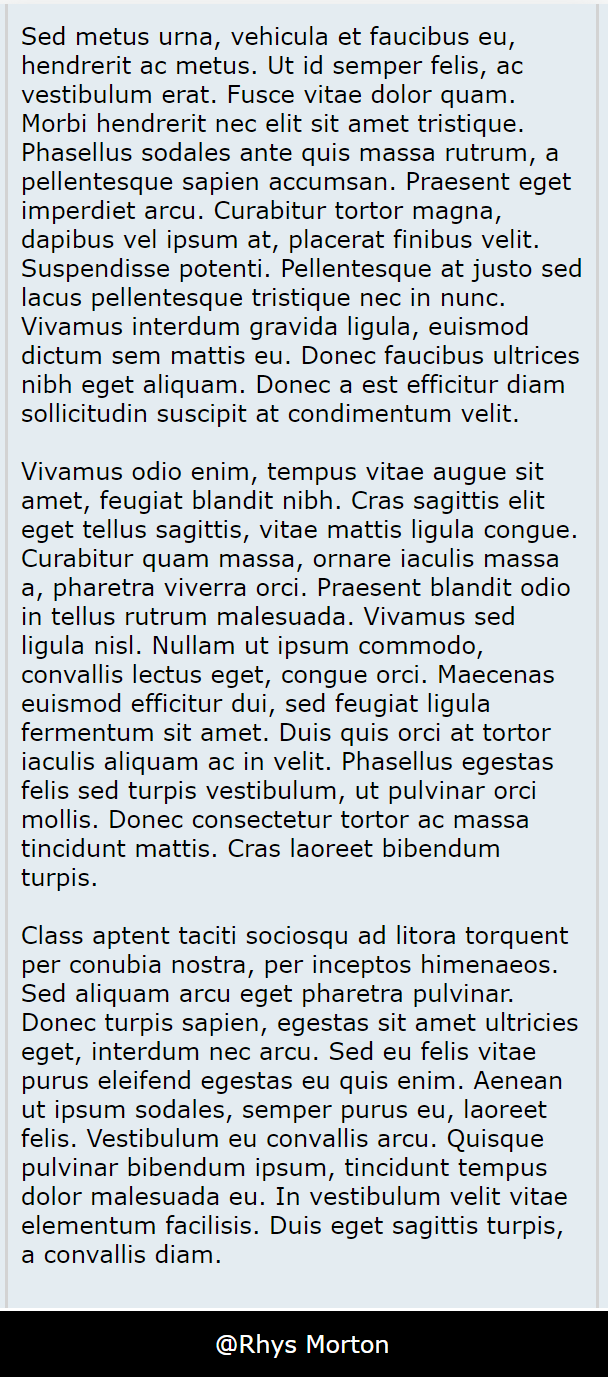 Sed metus urna, vehicula et faucibus eu,
hendrerit ac metus. Ut id semper felis, ac
vestibulum erat. Fusce vitae dolor quam.
Morbi hendrerit nec elit sit amet tristique.
Phasellus sodales ante quis massa rutrum, a
pellentesque sapien accumsan. Praesent eget
imperdiet arcu. Curabitur tortor magna,
dapibus vel ipsum at, placerat finibus velit.
Suspendisse potenti. Pellentesque at justo sed
lacus pellentesque tristique nec in nunc.
Vivamus interdum gravida ligula, euismod
dictum sem mattis eu. Donec faucibus ultrices
nibh eget aliquam. Donec a est efficitur diam
sollicitudin suscipit at condimentum velit.

Vivamus odio enim, tempus vitae augue sit
amet, feugiat blandit nibh. Cras sagittis elit
eget tellus sagittis, vitae mattis ligula congue.
Curabitur quam massa, ornare iaculis massa
a, pharetra viverra orci. Praesent blandit odio
in tellus rutrum malesuada. Vivamus sed
ligula nisl. Nullam ut ipsum commodo,
convallis lectus eget, congue orci. Maecenas
euismod efficitur dui, sed feugiat ligula
fermentum sit amet. Duis quis orci at tortor
iaculis aliquam ac in velit. Phasellus egestas
felis sed turpis vestibulum, ut pulvinar orci
mollis. Donec consectetur tortor ac massa
tincidunt mattis. Cras laoreet bibendum
turpis.

Class aptent taciti sociosqu ad litora torquent
per conubia nostra, per inceptos himenaeos.
Sed aliquam arcu eget pharetra pulvinar.
Donec turpis sapien, egestas sit amet ultricies
eget, interdum nec arcu. Sed eu felis vitae
purus eleifend egestas eu quis enim. Aenean
ut ipsum sodales, semper purus eu, laoreet
felis. Vestibulum eu convallis arcu. Quisque
pulvinar bibendum ipsum, tincidunt tempus
dolor malesuada eu. In vestibulum velit vitae
elementum facilisis. Duis eget sagittis turpis,
a convallis diam.

@Rhys Morton